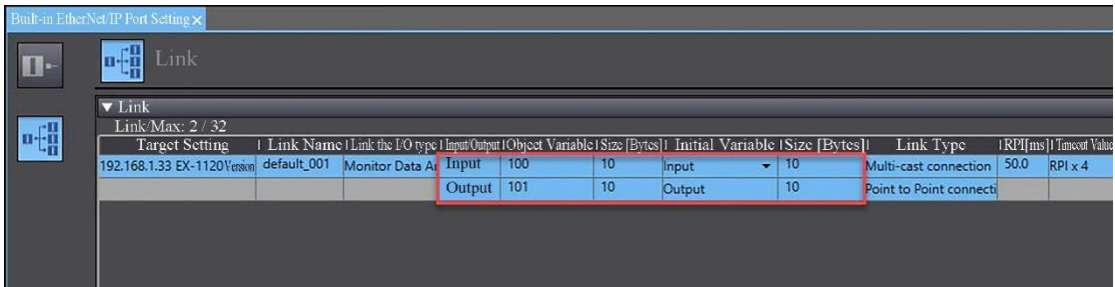 Built-in EtherNet/IP Port Setting ×
Link
▼ Link
Link/Max: 2 / 32
Target Setting | Link Name | Link the I/O type | Input/Output | Object Variable | Size [Bytes] | Initial Variable | Size [Bytes] | Link Type | RPI[ms] | Timeout Value
192.168.1.33 EX-1120 Version default_001 Monitor Data Ar Input 100 10 Input 10 Multi-cast connection 50.0 RPI x 4
Output 101 10 Output 10 Point to Point connecti